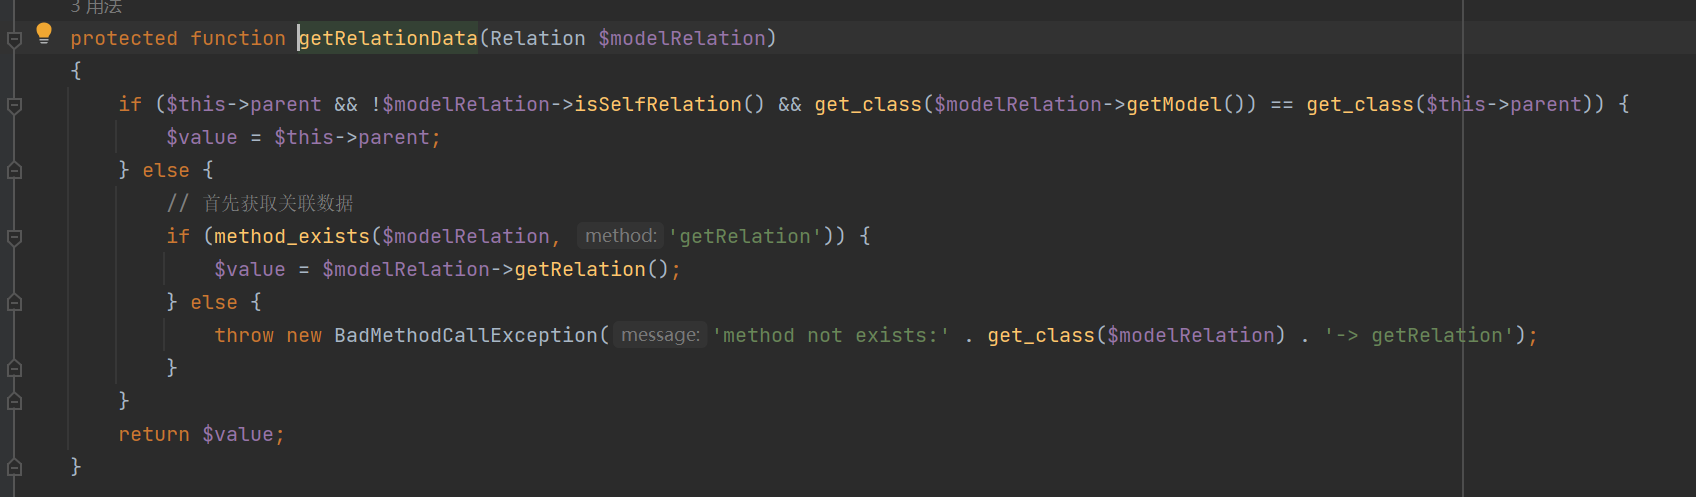 3 用法
protected function getRelationData(Relation $modelRelation)
{
if ($this->parent && !$modelRelation->isSelfRelation() && get_class($modelRelation->getModel()) == get_class($this->parent)) {
$value = $this->parent;
} else {
// 首先获取关联数据
if (method_exists($modelRelation, method: 'getRelation')) {
$value = $modelRelation->getRelation();
} else {
throw new BadMethodCallException( message: 'method not exists:' . get_class($modelRelation) . '-> getRelation');
}
}
return $value;
}